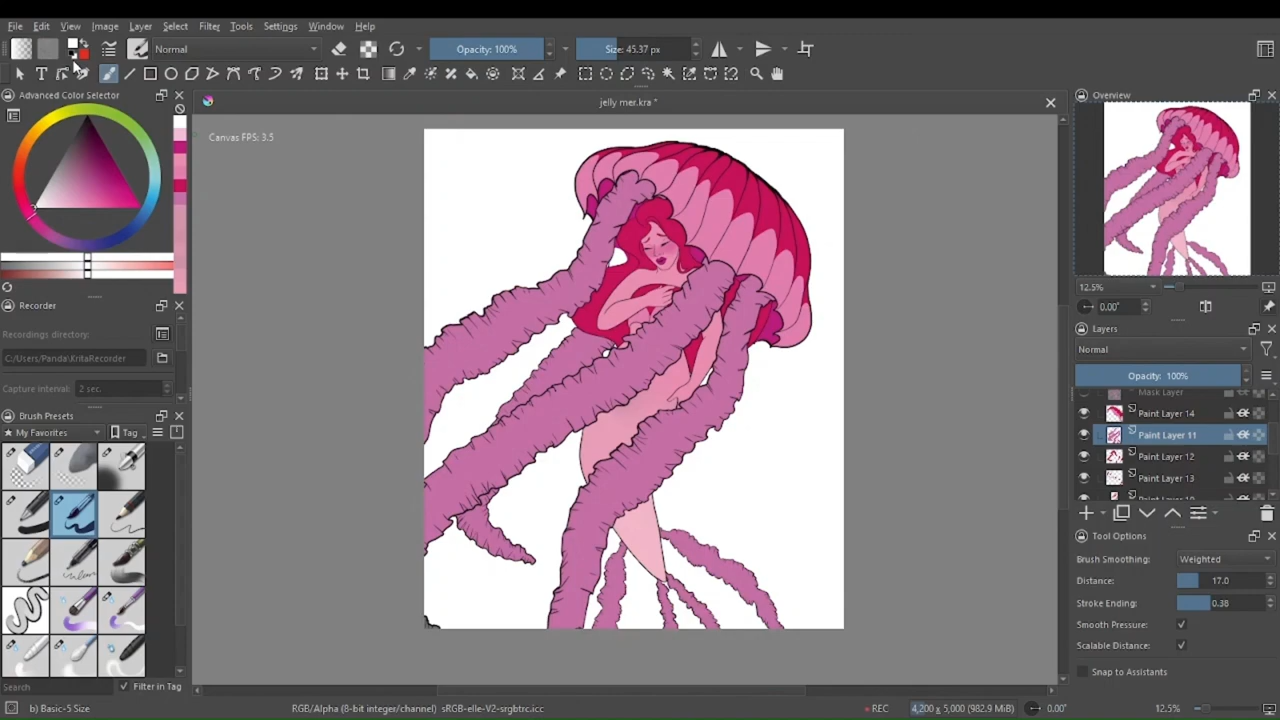 File Edit View Image Layer Select Filter Tools Settings Window Help
Normal Opacity: 100% Size: 45.37 px
Advanced Color Selector
jelly mer.kra *
Overview
Canvas FPS: 3.5
12.5%
0.00°
Recorder
Recordings directory:
C:/Users/Panda\KritaRecorder
Capture interval: 2 sec.
Layers
Normal
Opacity: 100%
Mask Layer
Paint Layer 14
Paint Layer 11
Paint Layer 12
Paint Layer 13
Paint Layer 10
Brush Presets
My Favorites Tag
Tool Options
Brush Smoothing: Weighted
Distance: 17.0
Stroke Ending: 0.38
Smooth Pressure: ✓
Scalable Distance: ✓
Snap to Assistants
Search ✓ Filter in Tag
b) Basic-5 Size RGB/Alpha (8-bit integer/channel) sRGB-elle-V2-srgbtrc.icc REC 4,200 x 5,000 (982.9 MiB) 0.00° 12.5%